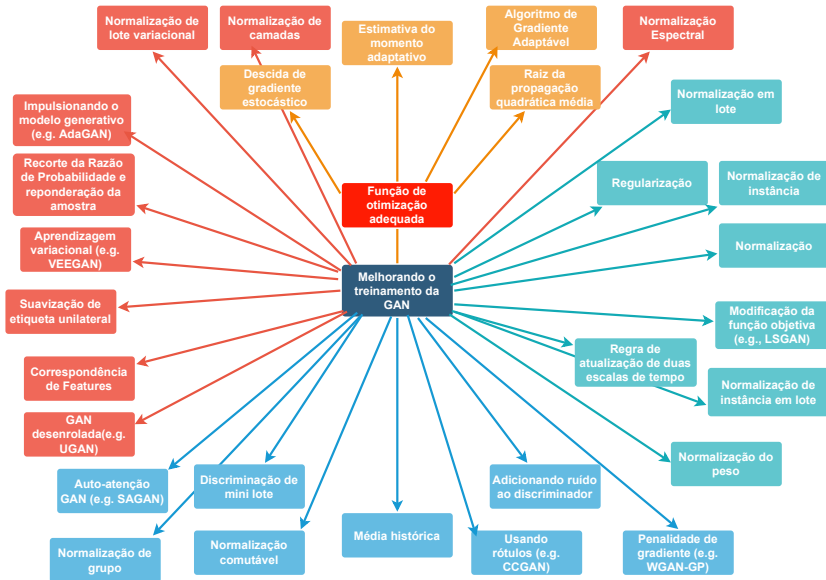 Normalização de
lote variacional
Normalização de
camadas
Estimativa do
momento
adaptativo
Algoritmo de
Gradiente
Adaptável
Normalização
Espectral
Descida de
gradiente
estocástico
Raiz da
propagação
quadrática média
Normalização em
lote
Impulsionando o
modelo generativo
(e.g. AdaGAN)
Recorte da Razão
de Probabilidade e
reponderação da
amostra
Função de
otimização
adequada
Regularização
Normalização de
instância
Aprendizagem
variacional (e.g.
VEEGAN)
Normalização
Melhorando o
treinamento da
GAN
Suavização de
etiqueta unilateral
Modificação da
função objetiva
(e.g., LSGAN)
Regra de
atualização de duas
escalas de tempo
Correspondência
de Features
Normalização de
instância em lote
GAN
desenrolada(e.g.
UGAN)
Normalização do
peso
Auto-atenção
GAN (e.g. SAGAN)
Discriminação de
mini lote
Adicionando ruido
ao discriminador
Normalização de
grupo
Normalização
comutável
Média histórica
Usando
rótulos (e.g.
CCGAN)
Penalidade de
gradiente (e.g.
WGAN-GP)